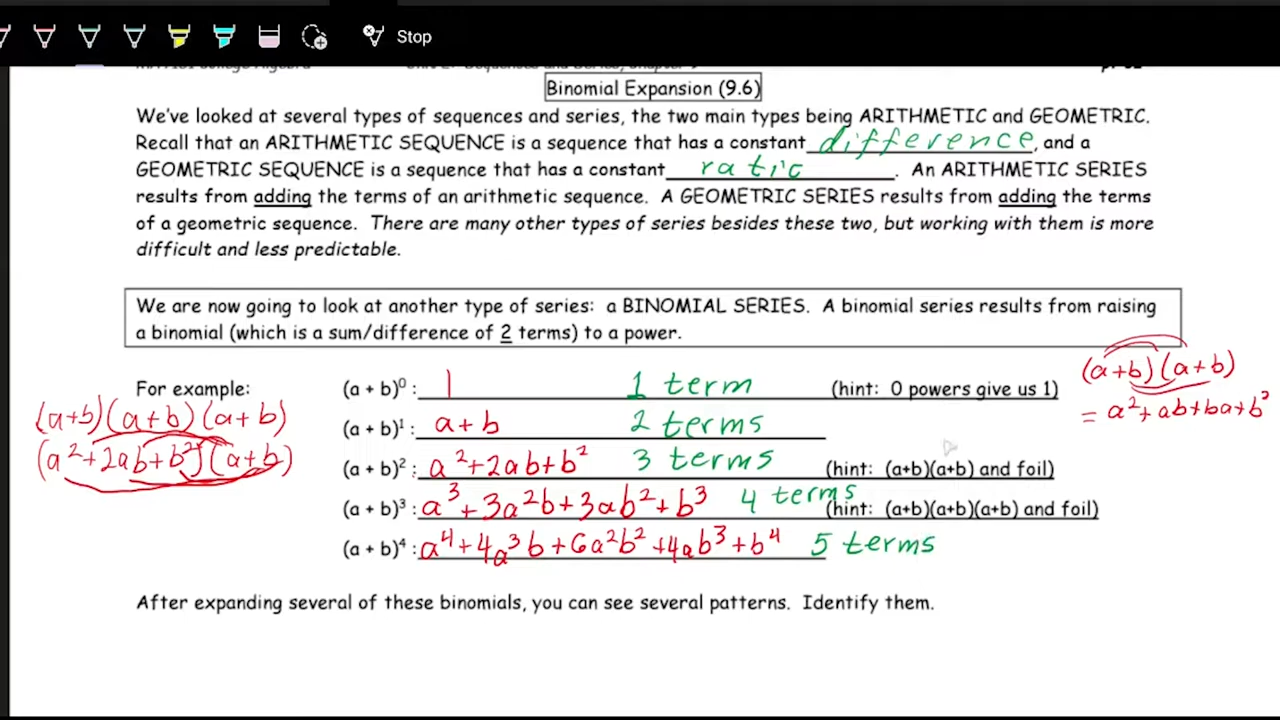 Stop
Binomial Expansion (9.6)
We've looked at several types of sequences and series, the two main types being ARITHMETIC and GEOMETRIC.
Recall that an ARITHMETIC SEQUENCE is a sequence that has a constant difference, and a
GEOMETRIC SEQUENCE is a sequence that has a constant ratio. An ARITHMETIC SERIES
results from adding the terms of an arithmetic sequence. A GEOMETRIC SERIES results from adding the terms
of a geometric sequence. There are many other types of series besides these two, but working with them is more
difficult and less predictable.
We are now going to look at another type of series: a BINOMIAL SERIES. A binomial series results from raising
a binomial (which is a sum/difference of 2 terms) to a power.
(a+b)(a+b)
= a²+ab+ba+b²
For example: (a + b)⁰ : 1 1 term (hint: 0 powers give us 1)
(a+b)(a+b)(a+b)
(a + b)¹ : a+b 2 terms
(a²+2ab+b²)(a+b)
(a + b)² : a²+2ab+b² 3 terms (hint: (a+b)(a+b) and foil)
(a + b)³ : a³+3a²b+3ab²+b³ 4 terms (hint: (a+b)(a+b)(a+b) and foil)
(a + b)⁴ : a⁴+4a³b+6a²b²+4ab³+b⁴ 5 terms
After expanding several of these binomials, you can see several patterns. Identify them.